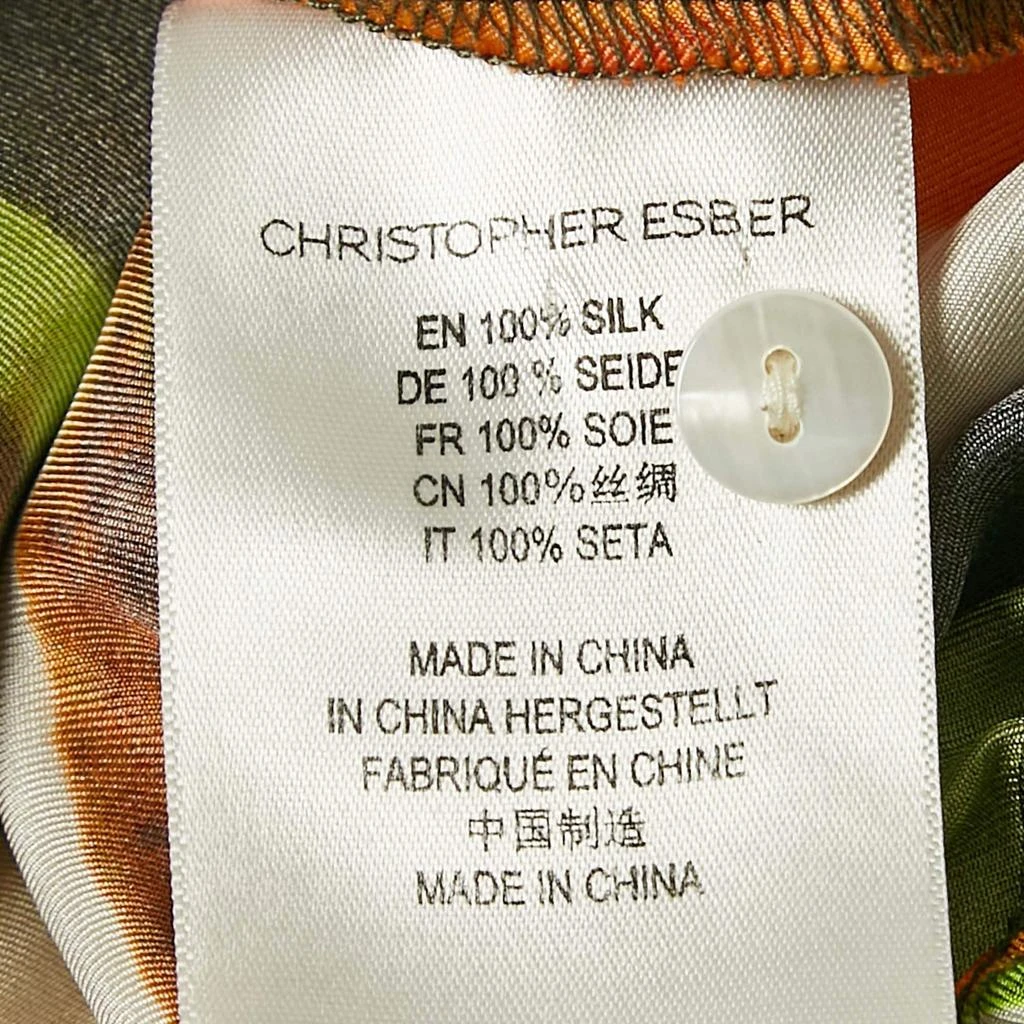 CHRISTOPHER ESBER
EN 100% SILK
DE 100 % SEIDE
FR 100% SOIE
CN 100%丝绸
IT 100% SETA
MADE IN CHINA
IN CHINA HERGESTELLT
FABRIQUÉ EN CHINE
中国制造
MADE IN CHINA